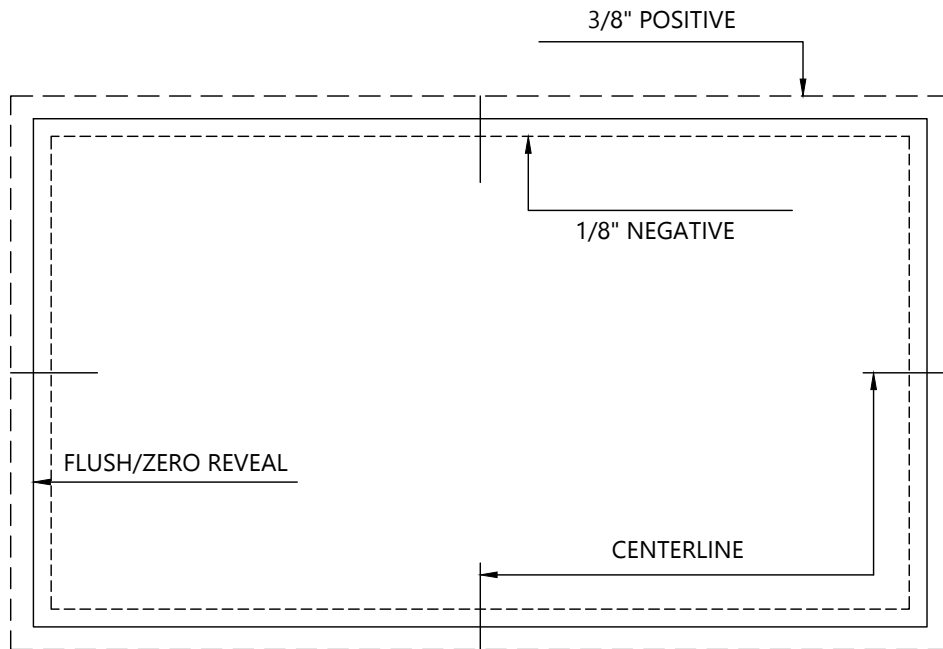 3/8" POSITIVE
1/8" NEGATIVE
FLUSH/ZERO REVEAL
CENTERLINE